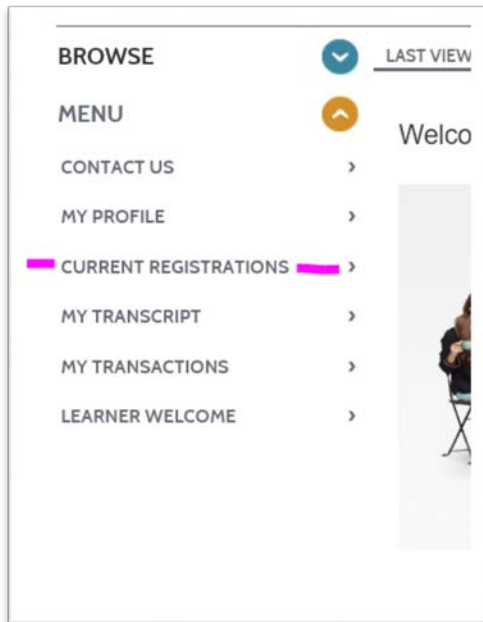 BROWSE
LAST VIEW
MENU
Welco
CONTACT US
MY PROFILE
CURRENT REGISTRATIONS
MY TRANSCRIPT
MY TRANSACTIONS
LEARNER WELCOME